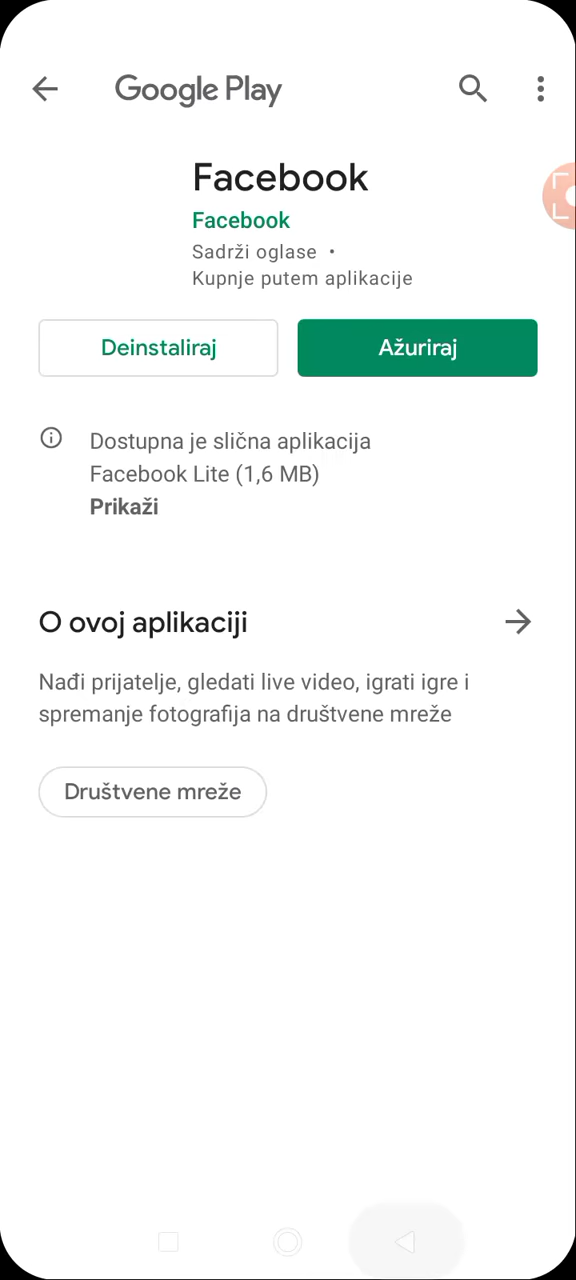 Google Play
Facebook
Facebook
Sadrži oglase •
Kupnje putem aplikacije
Deinstaliraj
Ažuriraj
Dostupna je slična aplikacija
Facebook Lite (1,6 MB)
Prikaži
O ovoj aplikaciji
Nađi prijatelje, gledati live video, igrati igre i
spremanje fotografija na društvene mreže
Društvene mreže